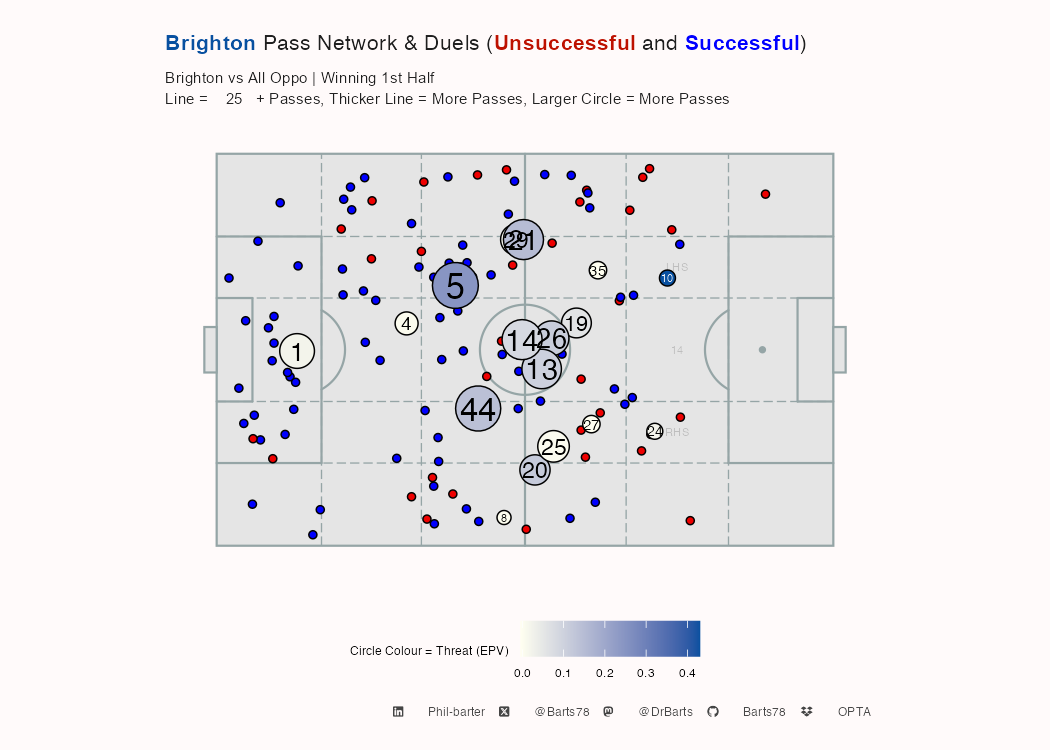 Brighton Pass Network & Duels (Unsuccessful and Successful)
Brighton vs All Oppo | Winning 1st Half
Line = 25 + Passes, Thicker Line = More Passes, Larger Circle = More Passes
29 21
LHS
35
10
5
4
19
14
26
14
1
13
44
27
24
RHS
25
20
8
Circle Colour = Threat (EPV)
0.0 0.1 0.2 0.3 0.4
Phil-barter @Barts78 @DrBarts Barts78 OPTA